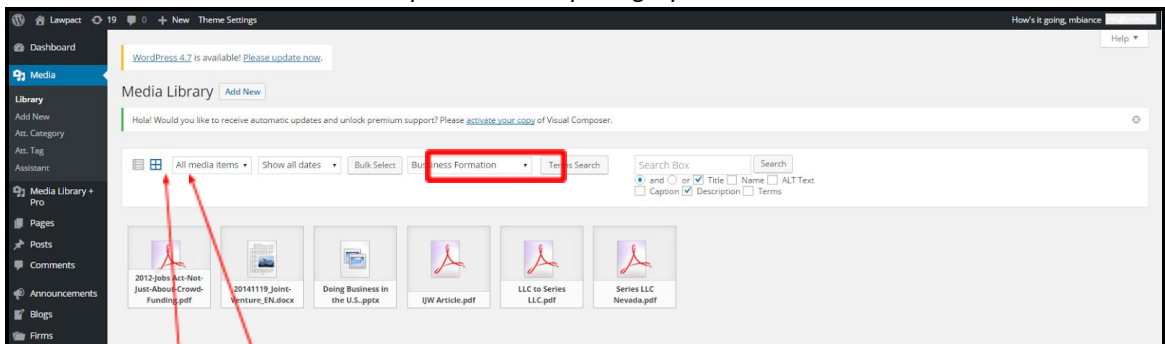 Lawpact 19 0 + New Theme Settings How's it going, mbiance
Help
Dashboard
WordPress 4.7 is available! Please update now.
Media
Media Library Add New
Library
Add New
Hola! Would you like to receive automatic updates and unlock premium support? Please activate your copy of Visual Composer.
Att. Category
Att. Tag
Assistant
All media items Show all dates Bulk Select Business Formation Terms Search Search Box Search
and or Title Name ALT Text
Caption Description Terms
Media Library +
Pro
Pages
Posts
Comments
Announcements
Blogs
Firms
2012-Jobs Act-Not-
Just-About-Crowd-
Funding.pdf
20141119_Joint-
Venture_EN.docx
Doing Business in
the U.S..pptx
IJW Article.pdf
LLC to Series
LLC.pdf
Series LLC
Nevada.pdf